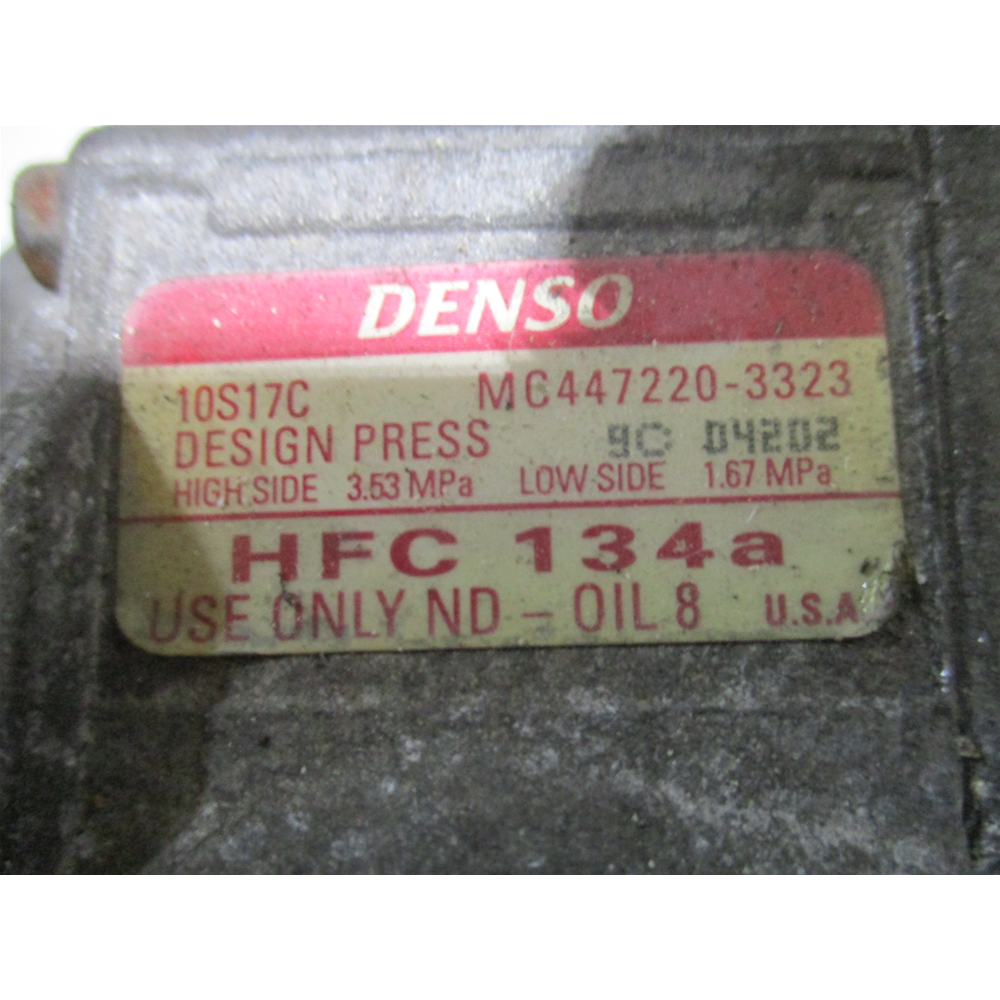 DENSO
10S17C MC447220-3323
DESIGN PRESS 9C 04202
HIGH SIDE 3.53 MPa LOW SIDE 1.67 MPa
HFC 134a
USE ONLY ND - OIL 8 U.S.A